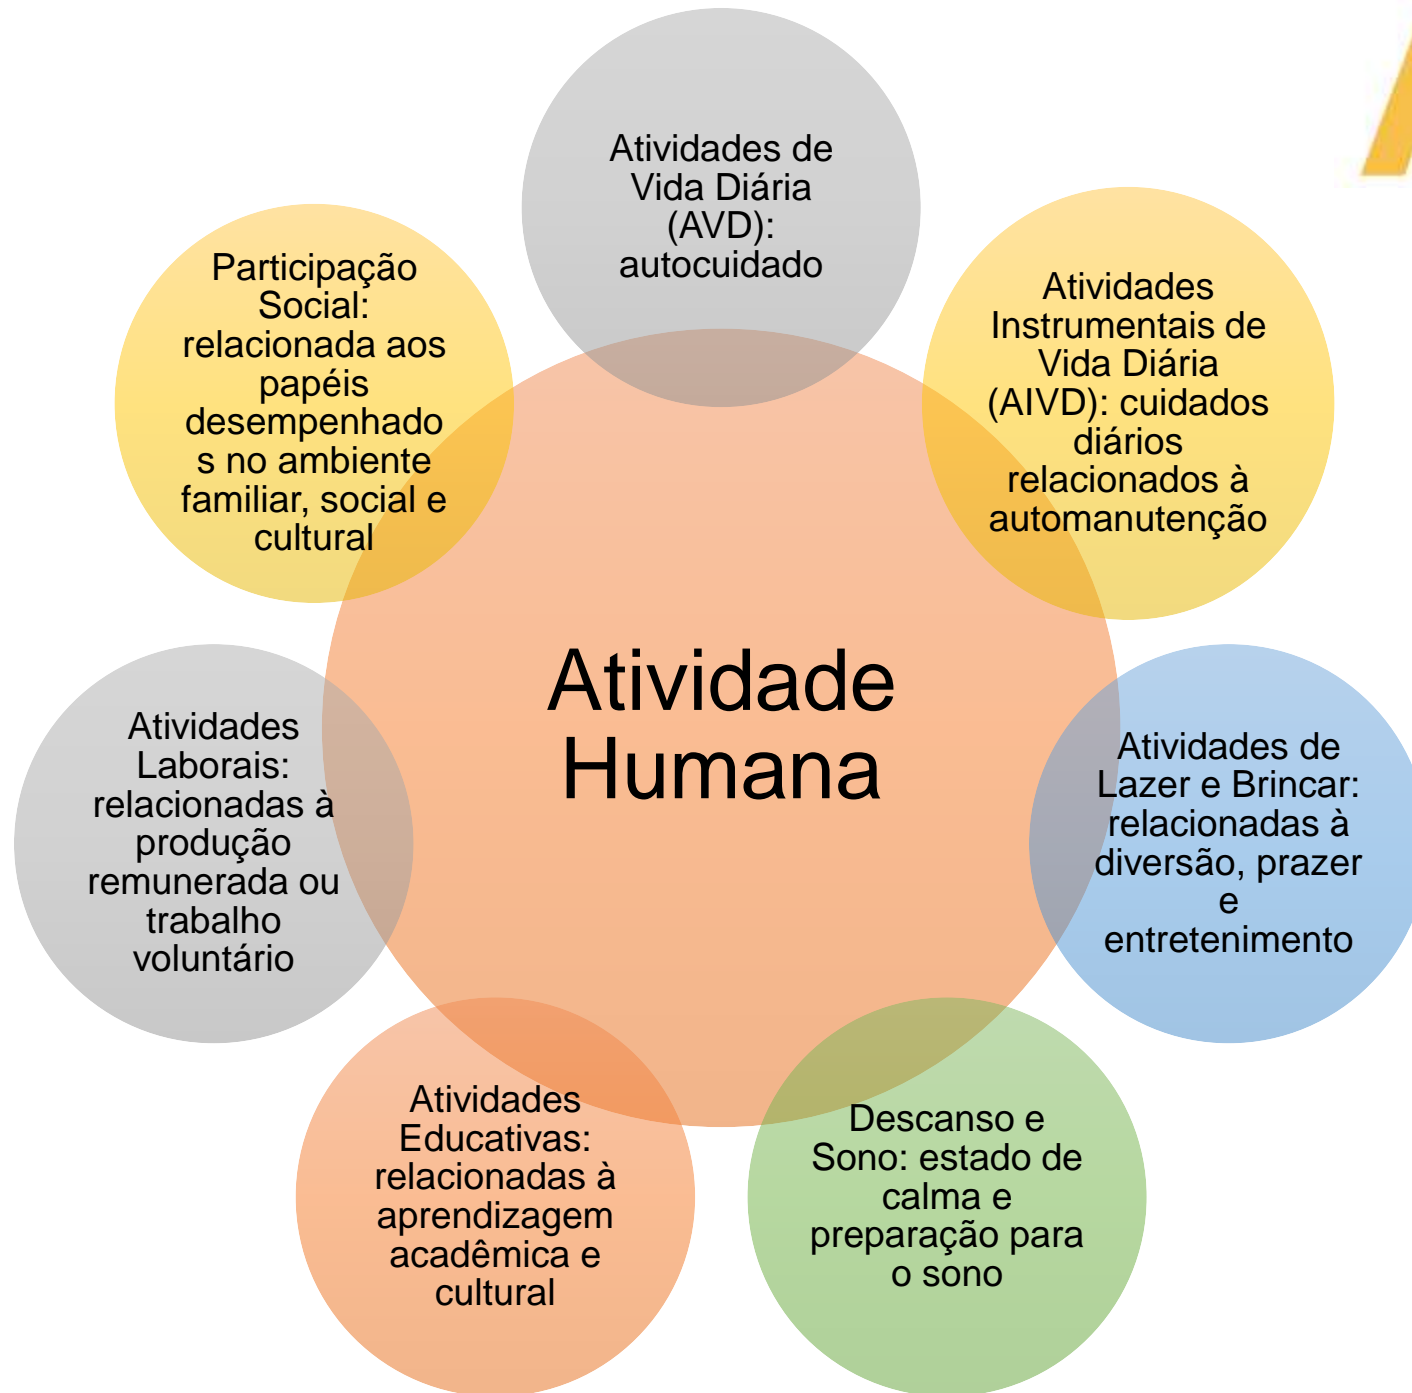 Atividades de
Vida Diária
(AVD):
autocuidado
Atividades
Instrumentais de
Vida Diária
(AIVD): cuidados
diários
relacionados à
automanutenção
Atividades de
Lazer e Brincar:
relacionadas à
diversão, prazer
e
entretenimento
Descanso e
Sono: estado de
calma e
preparação para
o sono
Atividades
Educativas:
relacionadas à
aprendizagem
acadêmica e
cultural
Atividades
Laborais:
relacionadas à
produção
remunerada ou
trabalho
voluntário
Participação
Social:
relacionada aos
papéis
desempenhado
s no ambiente
familiar, social e
cultural
Atividade
Humana